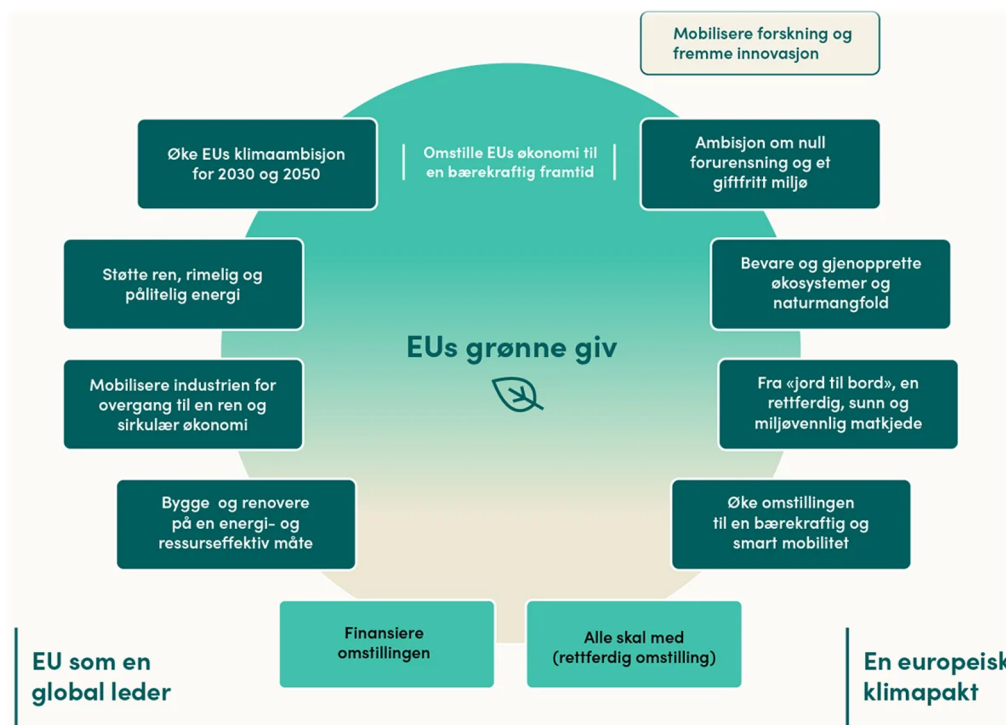 Mobilisere forskning og
fremme innovasjon
Øke EUs klimaambisjon
for 2030 og 2050
Omstille EUs økonomi til
en bærekraftig framtid
Ambisjon om null
forurensning og et
giftfritt miljø
Støtte ren, rimelig og
pålitelig energi
Bevare og gjenopprette
økosystemer og
naturmangfold
EUs grønne giv
Mobilisere industrien for
overgang til en ren og
sirkulær økonomi
Fra «jord til bord», en
rettferdig, sunn og
miljøvennlig matkjede
Bygge og renovere
på en energi- og
ressurseffektiv måte
Øke omstillingen
til en bærekraftig og
smart mobilitet
Finansiere
omstillingen
Alle skal med
(rettferdig omstilling)
EU som en
global leder
En europeisk
klimapakt